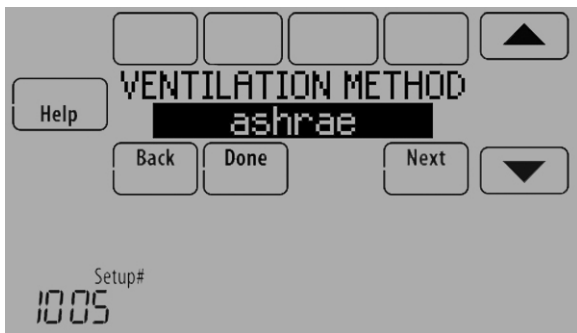 VENTILATION METHOD
Help
ashrae
Back Done Next
Setup#
1005